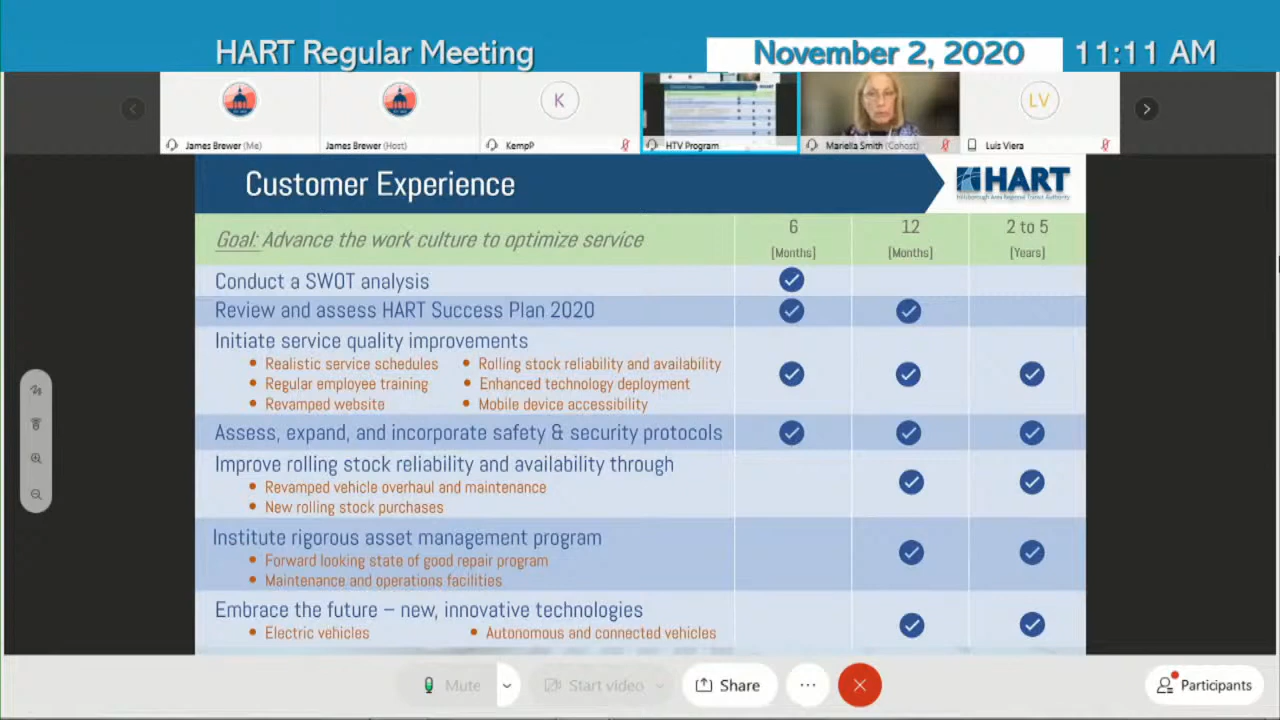 HART Regular Meeting November 2, 2020 11:11 AM
K LV
James Brewer (Me) James Brewer (Host) KempP HTV Program Mariella Smith (Cohost) Luis Viera
Customer Experience HART
Hillsborough Area Regional Transit Authority
Goal: Advance the work culture to optimize service 6 12 2 to 5
[Months] [Months] [Years]
Conduct a SWOT analysis
Review and assess HART Success Plan 2020
Initiate service quality improvements
• Realistic service schedules • Rolling stock reliability and availability
• Regular employee training • Enhanced technology deployment
• Revamped website • Mobile device accessibility
Assess, expand, and incorporate safety & security protocols
Improve rolling stock reliability and availability through
• Revamped vehicle overhaul and maintenance
• New rolling stock purchases
Institute rigorous asset management program
• Forward looking state of good repair program
• Maintenance and operations facilities
Embrace the future – new, innovative technologies
• Electric vehicles • Autonomous and connected vehicles
Mute Start video Share Participants